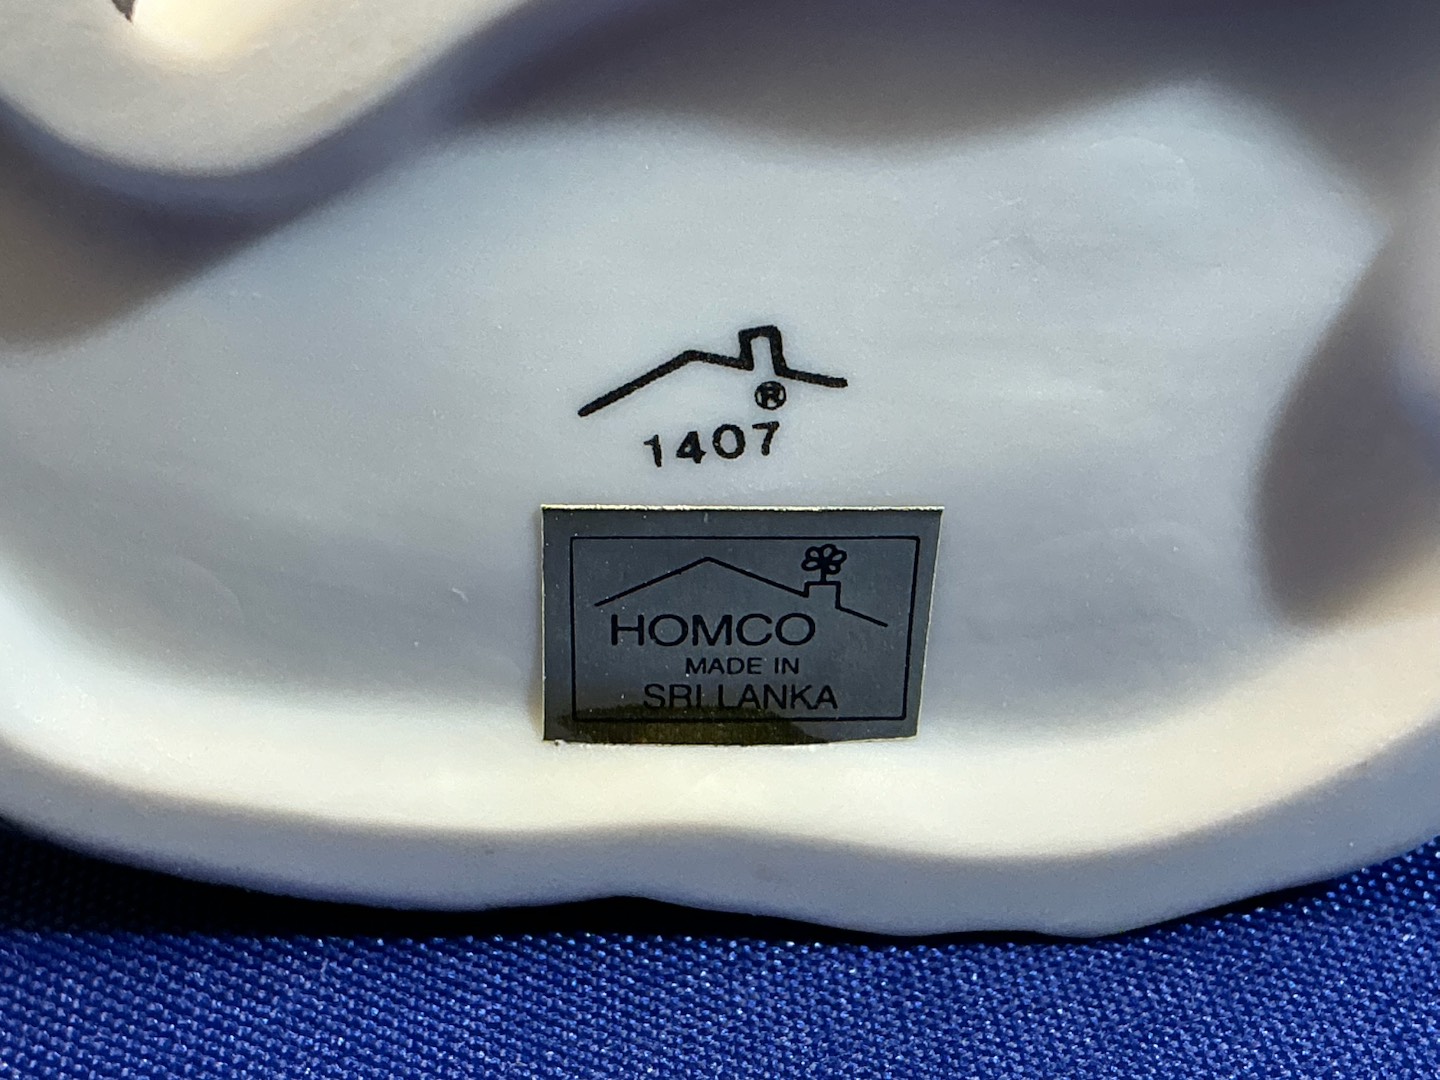 ®
1407
HOMCO
MADE IN
SRI LANKA